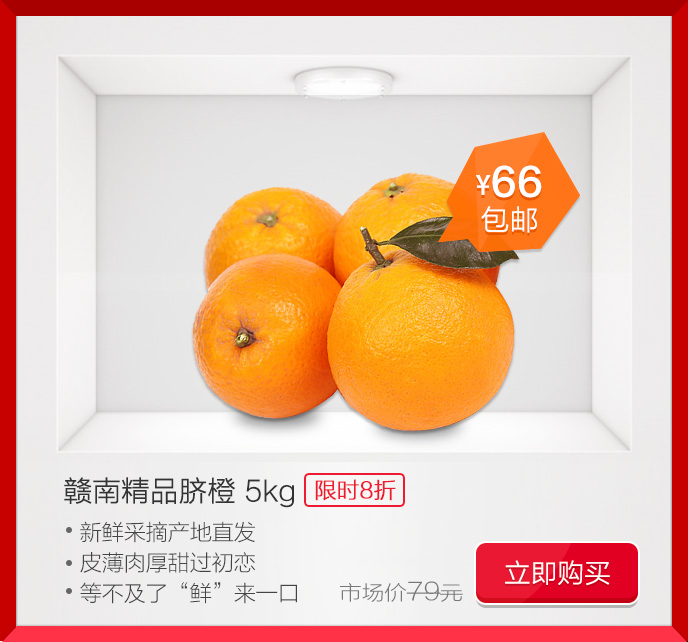 ¥66
包邮
赣南精品脐橙 5kg 限时8折
• 新鲜采摘产地直发
• 皮薄肉厚甜过初恋
• 等不及了“鲜”来一口
市场价79元
立即购买